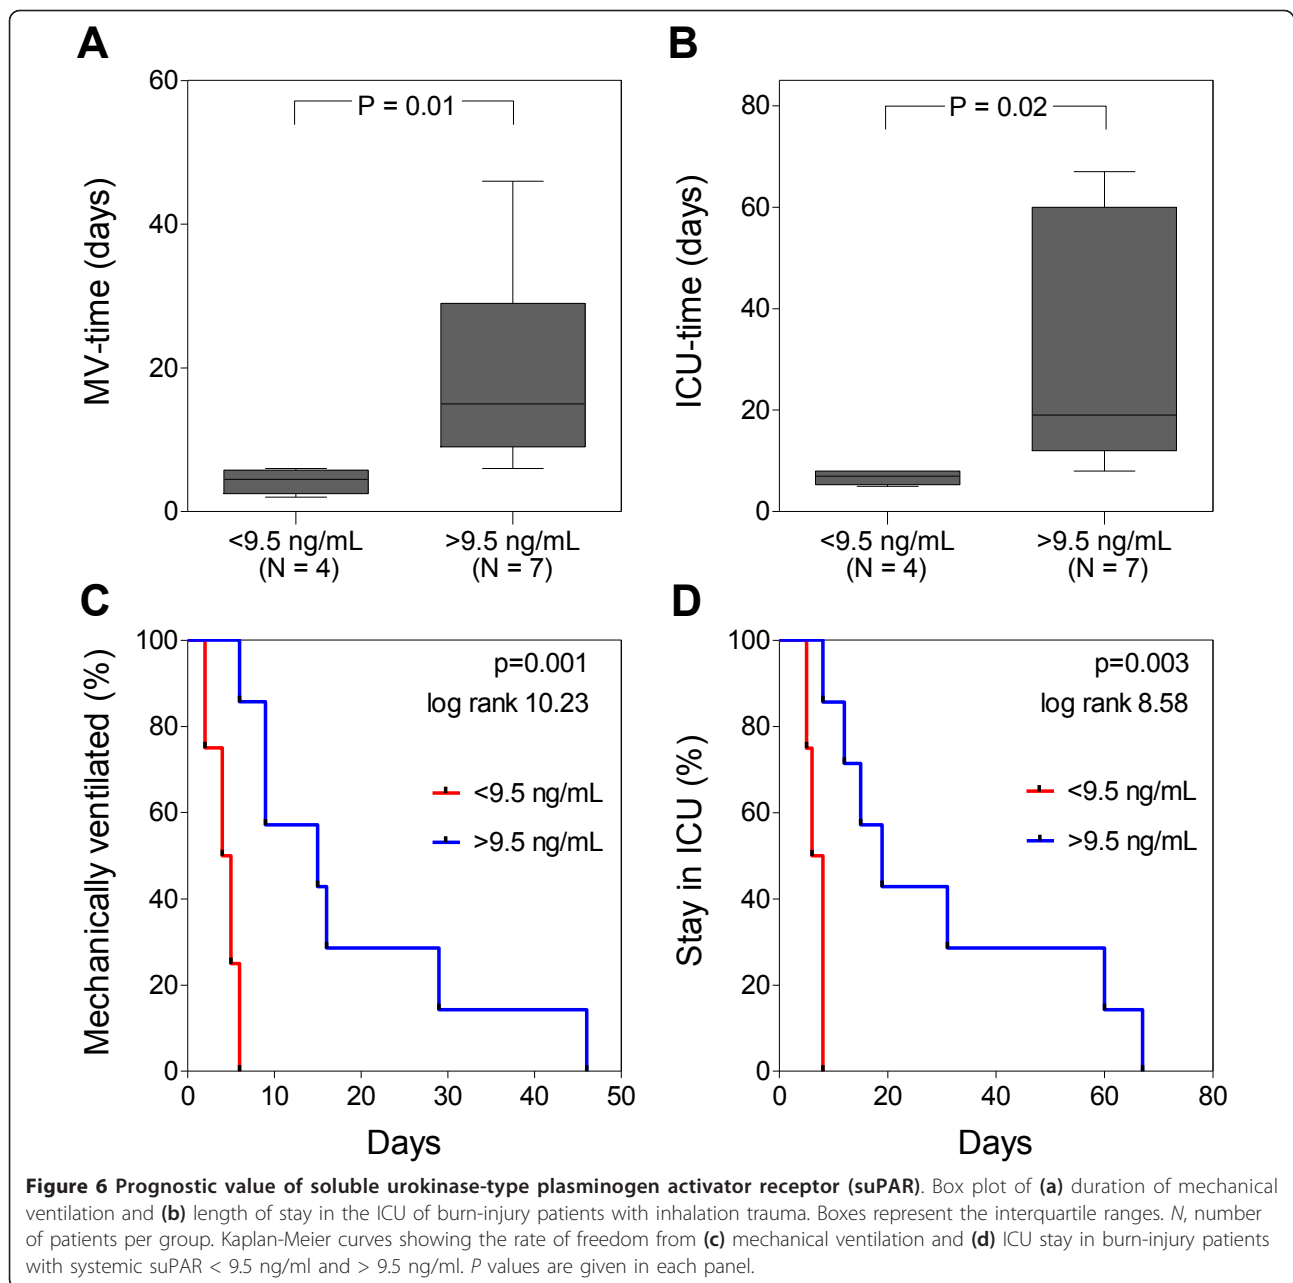 A
60
40
20
0
MV-time (days)
P = 0.01
<9.5 ng/mL
(N = 4)
>9.5 ng/mL
(N = 7)
B
80
60
40
20
0
ICU-time (days)
P = 0.02
<9.5 ng/mL
(N = 4)
>9.5 ng/mL
(N = 7)
C
100
80
60
40
20
0
Mechanically ventilated (%)
p=0.001
log rank 10.23
<9.5 ng/mL
>9.5 ng/mL
0 10 20 30 40 50
Days
D
100
80
60
40
20
0
Stay in ICU (%)
p=0.003
log rank 8.58
<9.5 ng/mL
>9.5 ng/mL
0 20 40 60 80
Days
Figure 6 Prognostic value of soluble urokinase-type plasminogen activator receptor (suPAR). Box plot of (a) duration of mechanical
ventilation and (b) length of stay in the ICU of burn-injury patients with inhalation trauma. Boxes represent the interquartile ranges. N, number
of patients per group. Kaplan-Meier curves showing the rate of freedom from (c) mechanical ventilation and (d) ICU stay in burn-injury patients
with systemic suPAR < 9.5 ng/ml and > 9.5 ng/ml. P values are given in each panel.